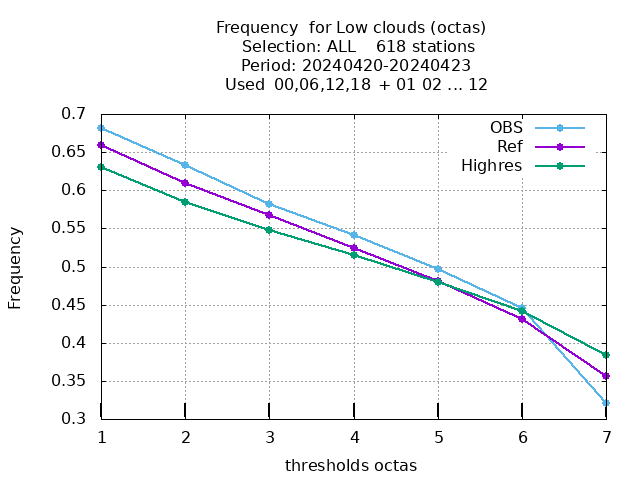 Frequency  for Low clouds (octas)
Selection: ALL    618 stations
Period: 20240420-20240423
Used  00,06,12,18 + 01 02 ... 12
OBS
Ref
Highres
0.7
0.65
0.6
0.55
0.5
0.45
0.4
0.35
0.3
Frequency
1 2 3 4 5 6 7
thresholds octas